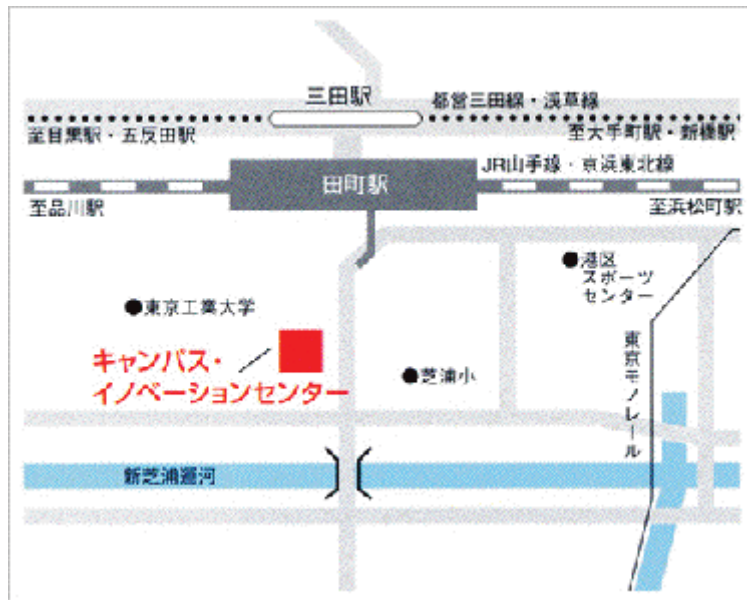 三田駅
都営三田線・浅草線
至目黒駅・五反田駅
至大手町駅・新橋駅
田町駅
JR山手線・京浜東北線
至品川駅
至浜松町駅
●港区
スポーツ
センター
●東京工業大学
キャンパス・
イノベーションセンター
●芝浦小
東京モノレール
新芝浦運河